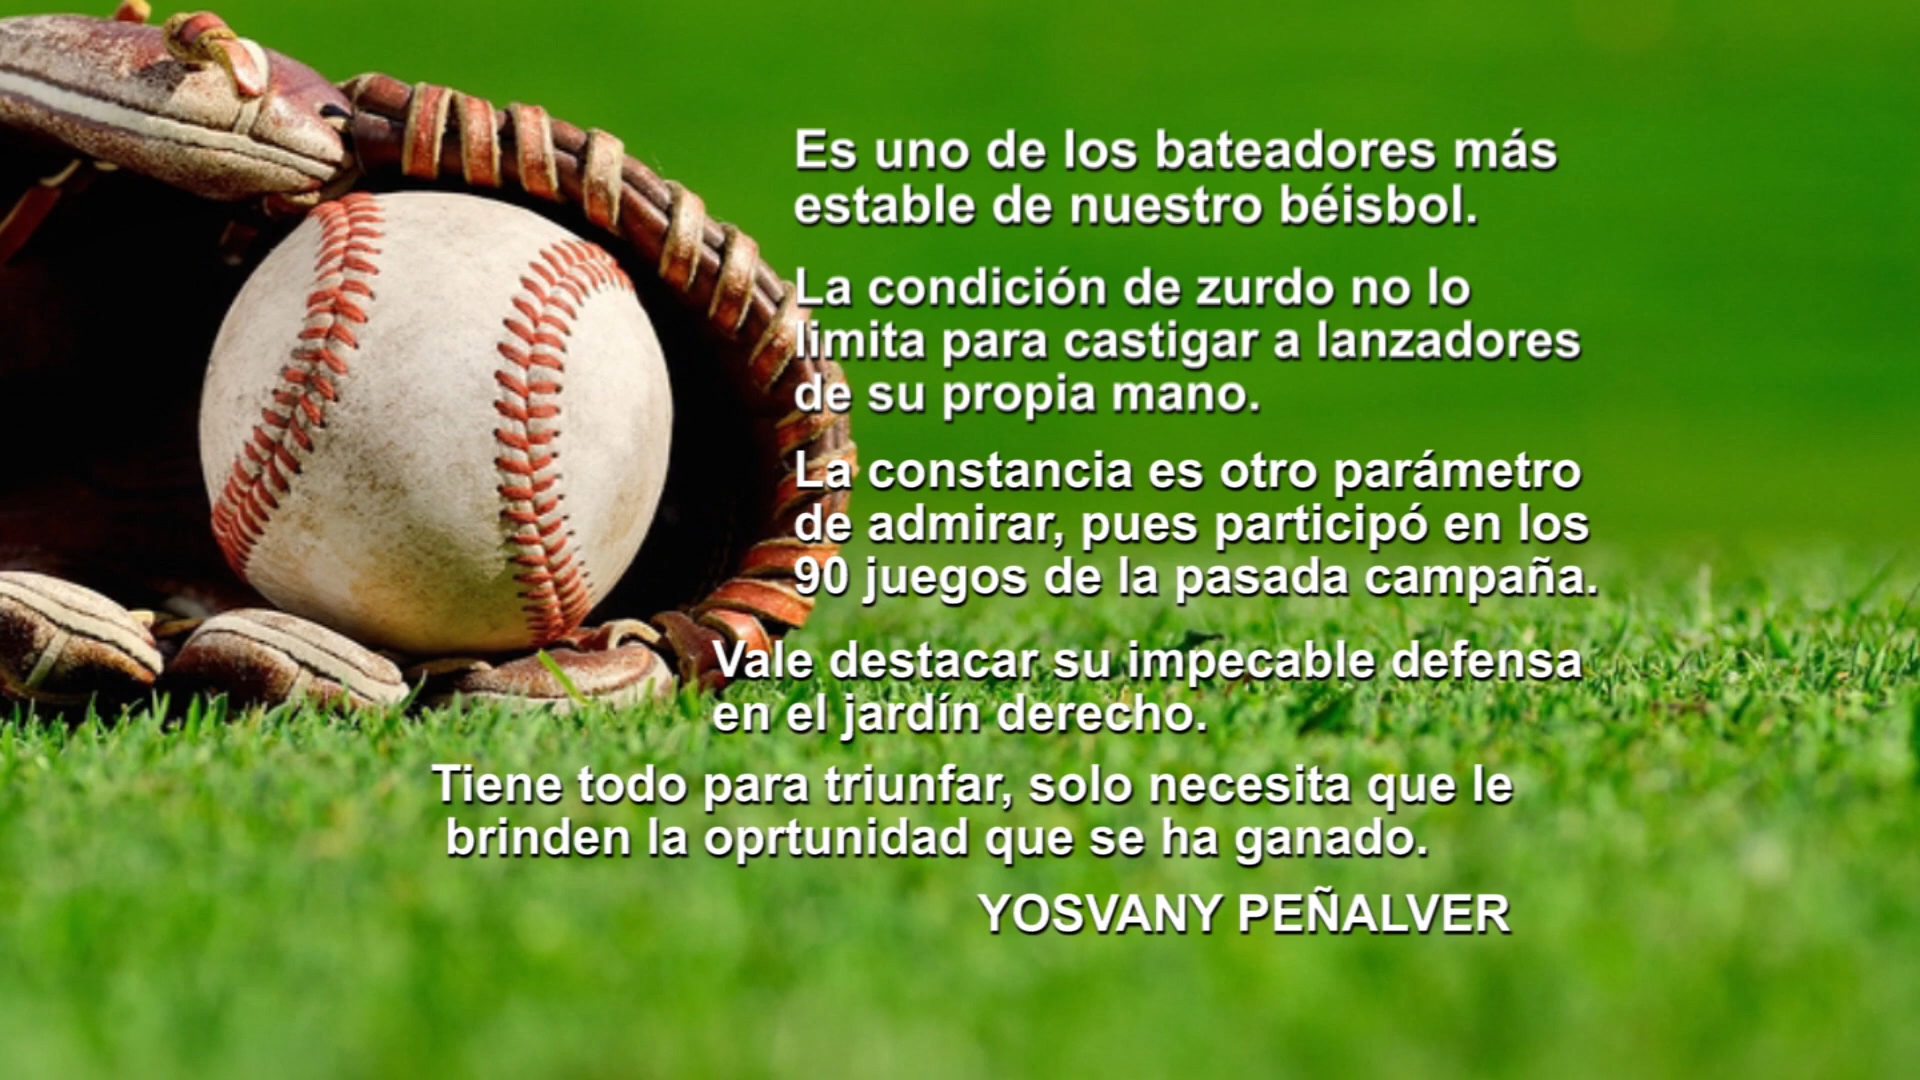 Es uno de los bateadores más
estable de nuestro béisbol.
La condición de zurdo no lo
limita para castigar a lanzadores
de su propia mano.
La constancia es otro parámetro
de admirar, pues participó en los
90 juegos de la pasada campaña.
Vale destacar su impecable defensa
en el jardín derecho.
Tiene todo para triunfar, solo necesita que le
brinden la oprtunidad que se ha ganado.
YOSVANY PEÑALVER